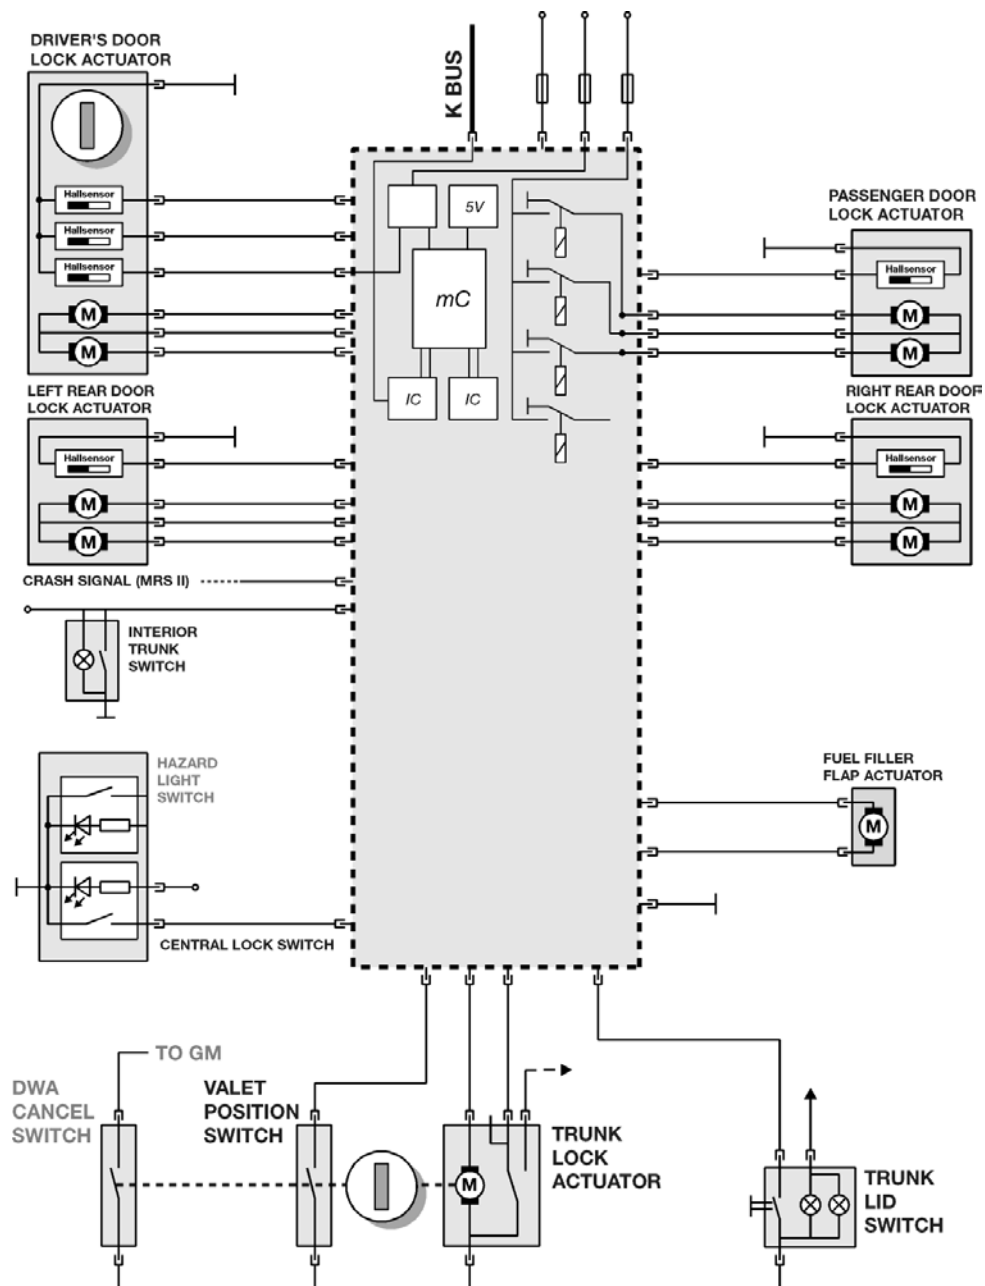 DRIVER'S DOOR
LOCK ACTUATOR
K BUS
Hallsensor
Hallsensor
Hallsensor
M
M
5V
mC
IC
IC
PASSENGER DOOR
LOCK ACTUATOR
Hallsensor
M
M
LEFT REAR DOOR
LOCK ACTUATOR
Hallsensor
M
M
RIGHT REAR DOOR
LOCK ACTUATOR
Hallsensor
M
M
CRASH SIGNAL (MRS II)
INTERIOR
TRUNK
SWITCH
HAZARD
LIGHT
SWITCH
CENTRAL LOCK SWITCH
FUEL FILLER
FLAP ACTUATOR
M
TO GM
DWA
CANCEL
SWITCH
VALET
POSITION
SWITCH
M
TRUNK
LOCK
ACTUATOR
TRUNK
LID
SWITCH